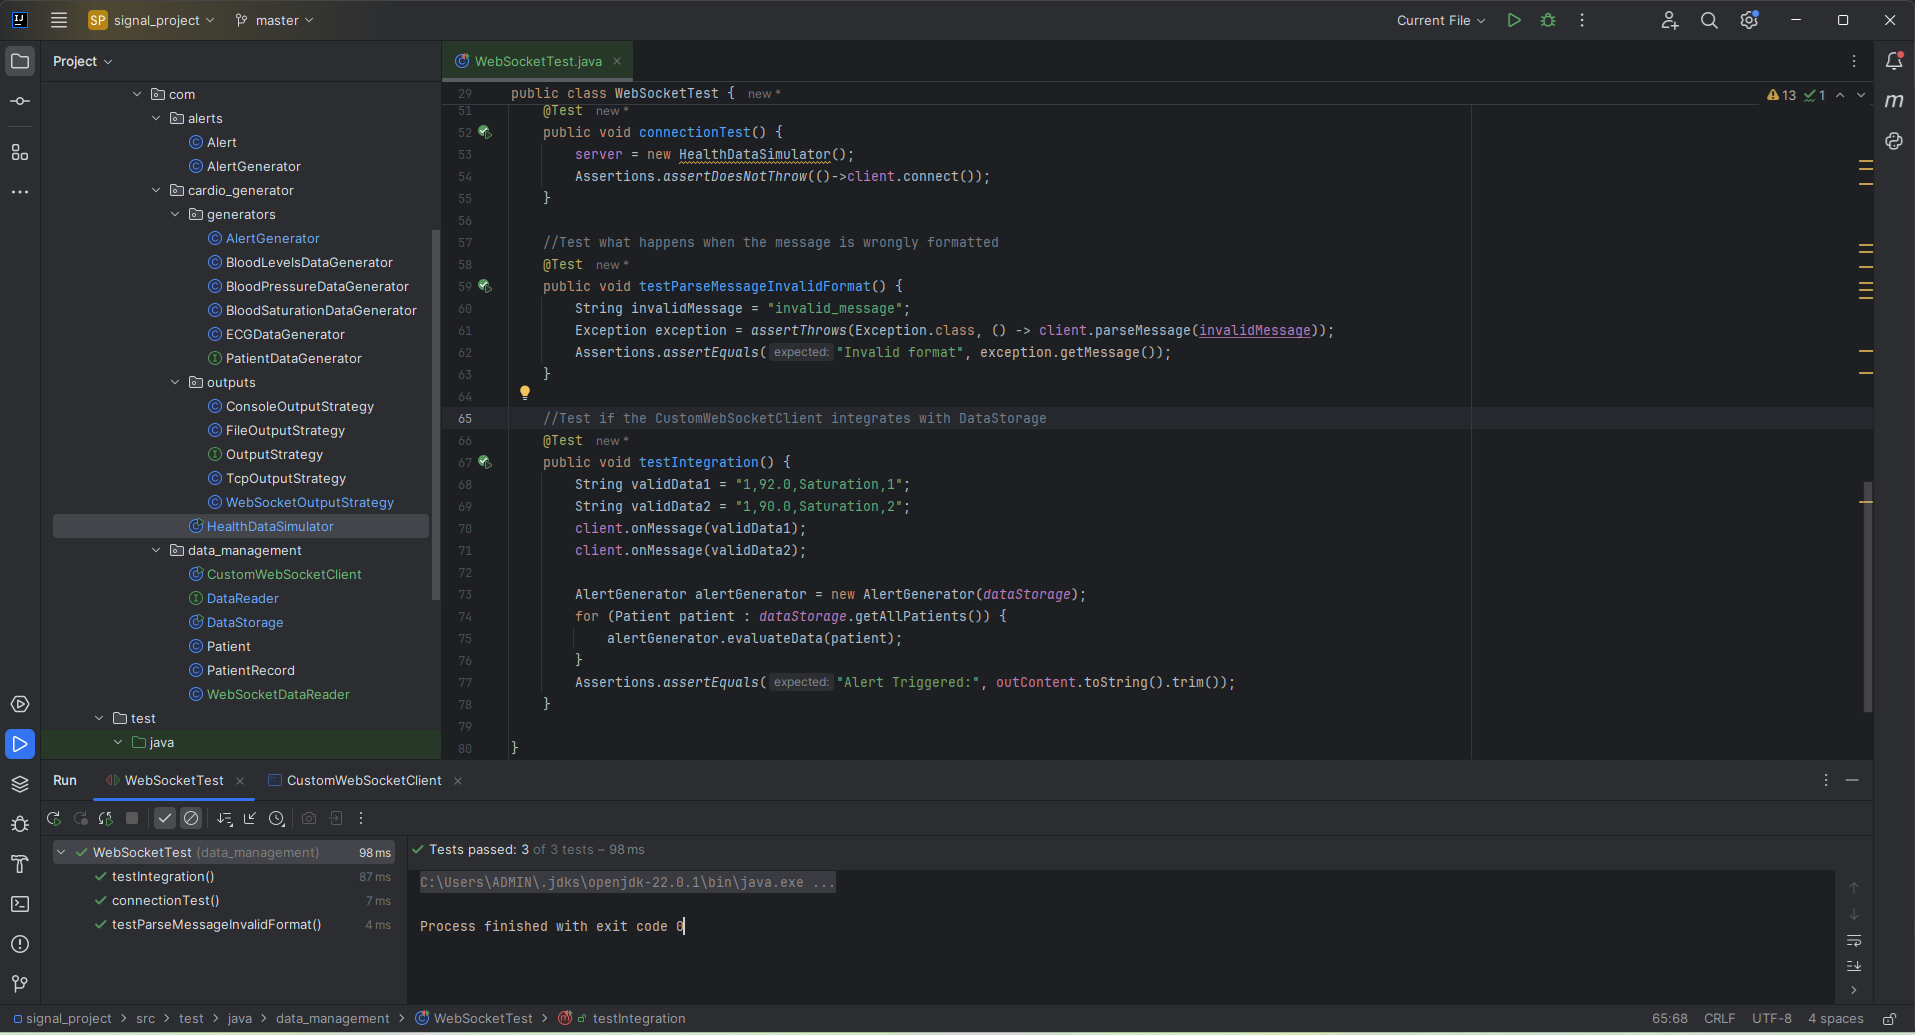 SP signal_project master Current File
Project
WebSocketTest.java
com
alerts
Alert
AlertGenerator
cardio_generator
generators
AlertGenerator
BloodLevelsDataGenerator
BloodPressureDataGenerator
BloodSaturationDataGenerator
ECGDataGenerator
PatientDataGenerator
outputs
ConsoleOutputStrategy
FileOutputStrategy
OutputStrategy
TcpOutputStrategy
WebSocketOutputStrategy
HealthDataSimulator
data_management
CustomWebSocketClient
DataReader
DataStorage
Patient
PatientRecord
WebSocketDataReader
test
java
29 public class WebSocketTest { new *
13 1
51 @Test new *
52 public void connectionTest() {
53 server = new HealthDataSimulator();
54 Assertions.assertDoesNotThrow(()->client.connect());
55 }
56
57 //Test what happens when the message is wrongly formatted
58 @Test new *
59 public void testParseMessageInvalidFormat() {
60 String invalidMessage = "invalid_message";
61 Exception exception = assertThrows(Exception.class, () -> client.parseMessage(invalidMessage));
62 Assertions.assertEquals( expected: "Invalid format", exception.getMessage());
63 }
64
65 //Test if the CustomWebSocketClient integrates with DataStorage
66 @Test new *
67 public void testIntegration() {
68 String validData1 = "1,92.0,Saturation,1";
69 String validData2 = "1,90.0,Saturation,2";
70 client.onMessage(validData1);
71 client.onMessage(validData2);
72
73 AlertGenerator alertGenerator = new AlertGenerator(dataStorage);
74 for (Patient patient : dataStorage.getAllPatients()) {
75 alertGenerator.evaluateData(patient);
76 }
77 Assertions.assertEquals( expected: "Alert Triggered:", outContent.toString().trim());
78 }
79
80 }
Run WebSocketTest CustomWebSocketClient
WebSocketTest (data_management) 98 ms
testIntegration() 87 ms
connectionTest() 7 ms
testParseMessageInvalidFormat() 4 ms
Tests passed: 3 of 3 tests – 98 ms
C:\Users\ADMIN\.jdks\openjdk-22.0.1\bin\java.exe ...
Process finished with exit code 0
signal_project > src > test > java > data_management > WebSocketTest > testIntegration
65:68 CRLF UTF-8 4 spaces